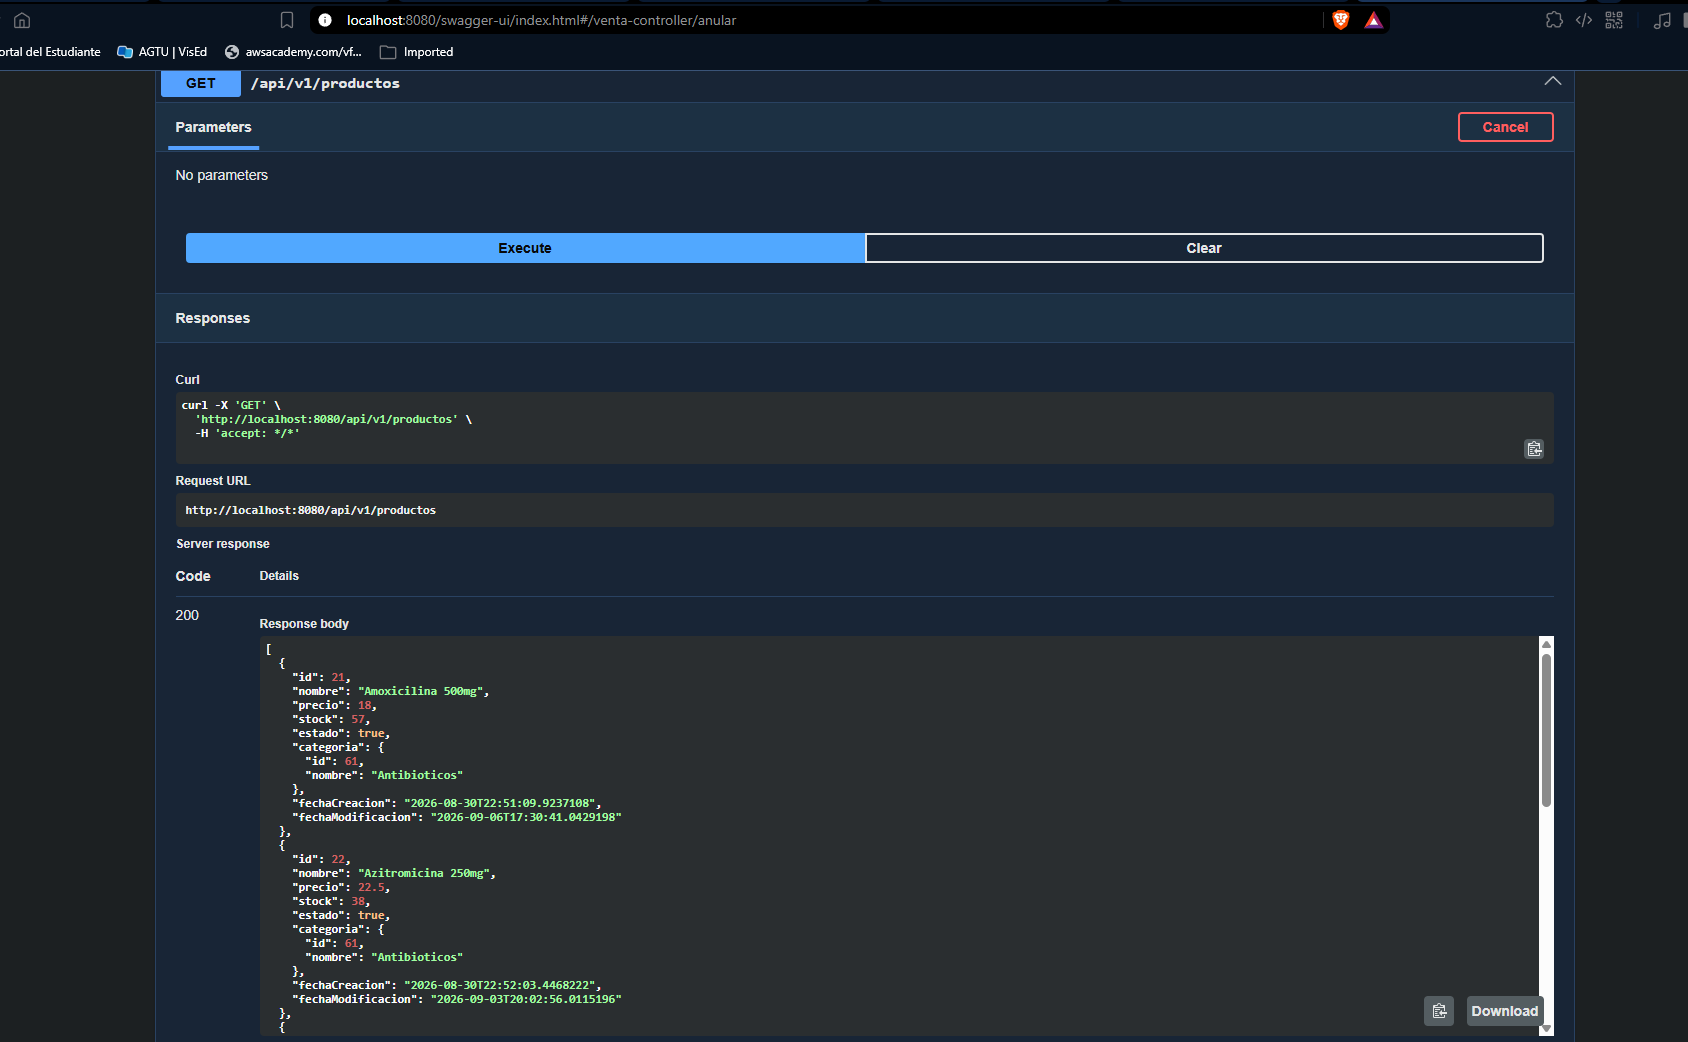 localhost:8080/swagger-ui/index.html#/venta-controller/anular
ortal del Estudiante AGTU | VisEd awsacademy.com/vf... Imported
GET /api/v1/productos
Parameters Cancel
No parameters
Execute Clear
Responses
Curl
curl -X 'GET' \
'http://localhost:8080/api/v1/productos' \
-H 'accept: */*'
Request URL
http://localhost:8080/api/v1/productos
Server response
Code Details
200
Response body
[
{
"id": 21,
"nombre": "Amoxicilina 500mg",
"precio": 18,
"stock": 57,
"estado": true,
"categoria": {
"id": 61,
"nombre": "Antibioticos"
},
"fechaCreacion": "2026-08-30T22:51:09.9237108",
"fechaModificacion": "2026-09-06T17:30:41.0429198"
},
{
"id": 22,
"nombre": "Azitromicina 250mg",
"precio": 22.5,
"stock": 38,
"estado": true,
"categoria": {
"id": 61,
"nombre": "Antibioticos"
},
"fechaCreacion": "2026-08-30T22:52:03.4468222",
"fechaModificacion": "2026-09-03T20:02:56.0115196"
},
{
Download